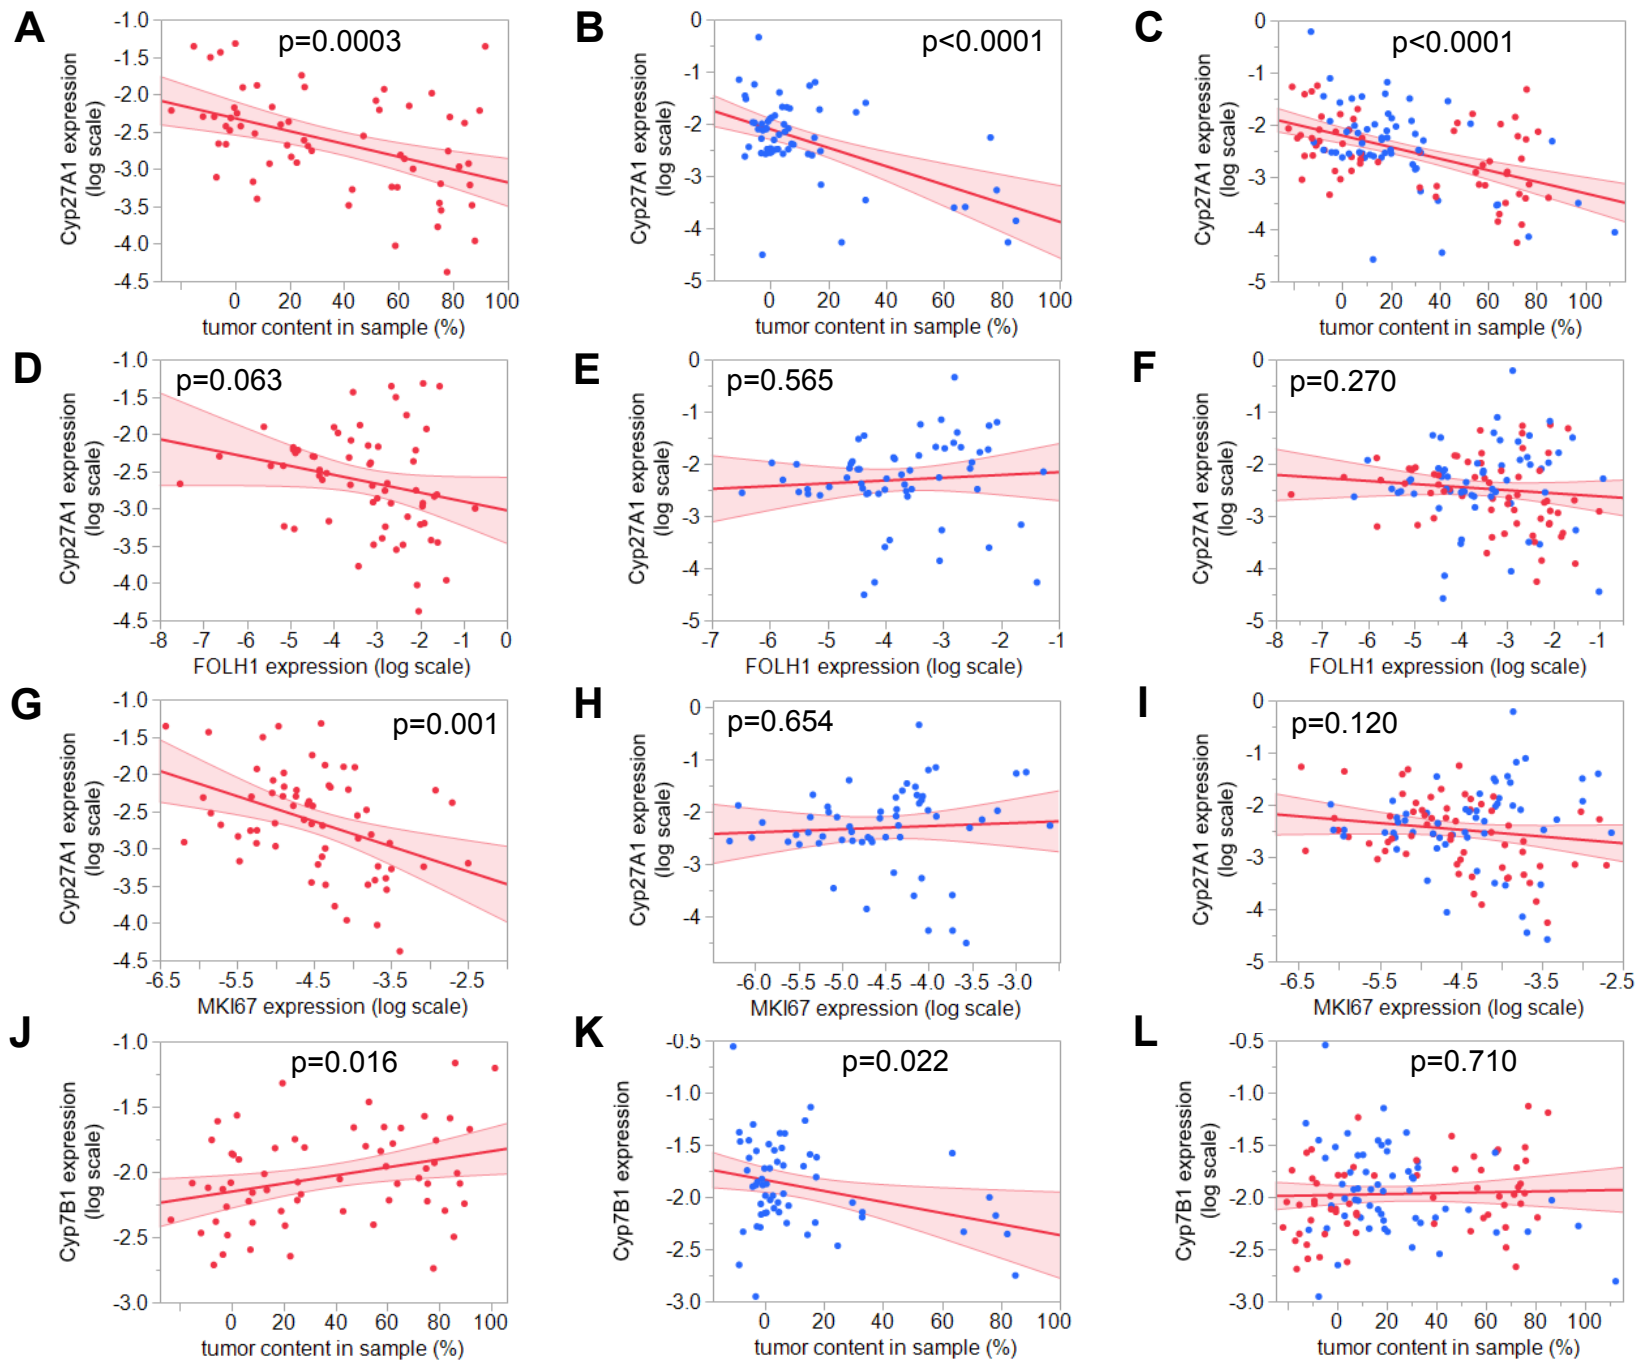 A
p=0.0003
Cyp27A1 expression
(log scale)
-1.0
-1.5
-2.0
-2.5
-3.0
-3.5
-4.0
-4.5
0 20 40 60 80 100
tumor content in sample (%)
B
p<0.0001
Cyp27A1 expression
(log scale)
0
-1
-2
-3
-4
-5
0 20 40 60 80 100
tumor content in sample (%)
C
p<0.0001
Cyp27A1 expression
(log scale)
0
-1
-2
-3
-4
-5
0 20 40 60 80 100
tumor content in sample (%)
D
p=0.063
Cyp27A1 expression
(log scale)
-1.0
-1.5
-2.0
-2.5
-3.0
-3.5
-4.0
-4.5
-8 -7 -6 -5 -4 -3 -2 -1 0
FOLH1 expression (log scale)
E
p=0.565
Cyp27A1 expression
(log scale)
0
-1
-2
-3
-4
-5
-7 -6 -5 -4 -3 -2 -1
FOLH1 expression (log scale)
F
p=0.270
Cyp27A1 expression
(log scale)
0
-1
-2
-3
-4
-5
-8 -7 -6 -5 -4 -3 -2 -1
FOLH1 expression (log scale)
G
p=0.001
Cyp27A1 expression
(log scale)
-1.0
-1.5
-2.0
-2.5
-3.0
-3.5
-4.0
-4.5
-6.5 -5.5 -4.5 -3.5 -2.5
MKI67 expression (log scale)
H
p=0.654
Cyp27A1 expression
(log scale)
0
-1
-2
-3
-4
-6.0 -5.5 -5.0 -4.5 -4.0 -3.5 -3.0
MKI67 expression (log scale)
I
p=0.120
Cyp27A1 expression
(log scale)
0
-1
-2
-3
-4
-5
-6.5 -5.5 -4.5 -3.5 -2.5
MKI67 expression (log scale)
J
p=0.016
Cyp7B1 expression
(log scale)
-1.0
-1.5
-2.0
-2.5
-3.0
0 20 40 60 80 100
tumor content in sample (%)
K
p=0.022
Cyp7B1 expression
-0.5
-1.0
-1.5
-2.0
-2.5
-3.0
0 20 40 60 80 100
tumor content in sample (%)
L
p=0.710
Cyp7B1 expression
(log scale)
-0.5
-1.0
-1.5
-2.0
-2.5
-3.0
0 20 40 60 80 100
tumor content in sample (%)